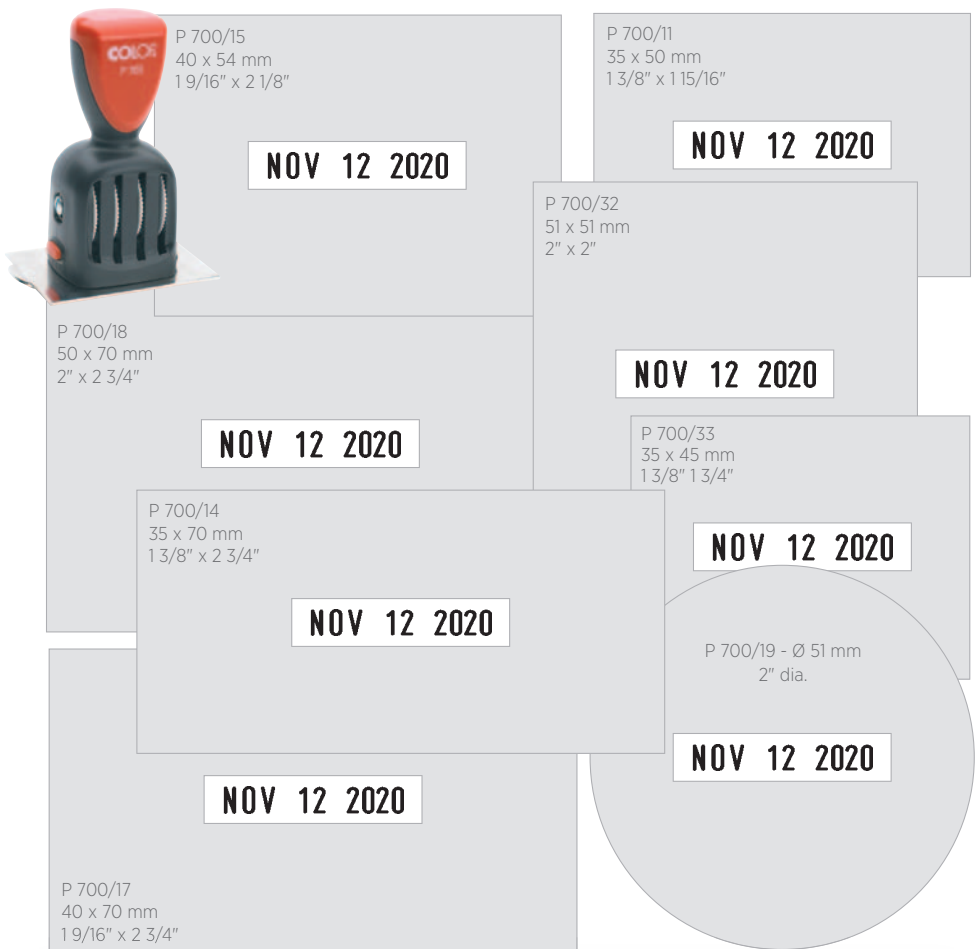 COLOP
P 700
P 700/15
40 x 54 mm
1 9/16" x 2 1/8"
NOV 12 2020
P 700/11
35 x 50 mm
1 3/8" x 1 15/16"
NOV 12 2020
P 700/32
51 x 51 mm
2" x 2"
NOV 12 2020
P 700/18
50 x 70 mm
2" x 2 3/4"
NOV 12 2020
P 700/33
35 x 45 mm
1 3/8" 1 3/4"
NOV 12 2020
P 700/14
35 x 70 mm
1 3/8" x 2 3/4"
NOV 12 2020
P 700/19 - Ø 51 mm
2" dia.
NOV 12 2020
NOV 12 2020
P 700/17
40 x 70 mm
1 9/16" x 2 3/4"